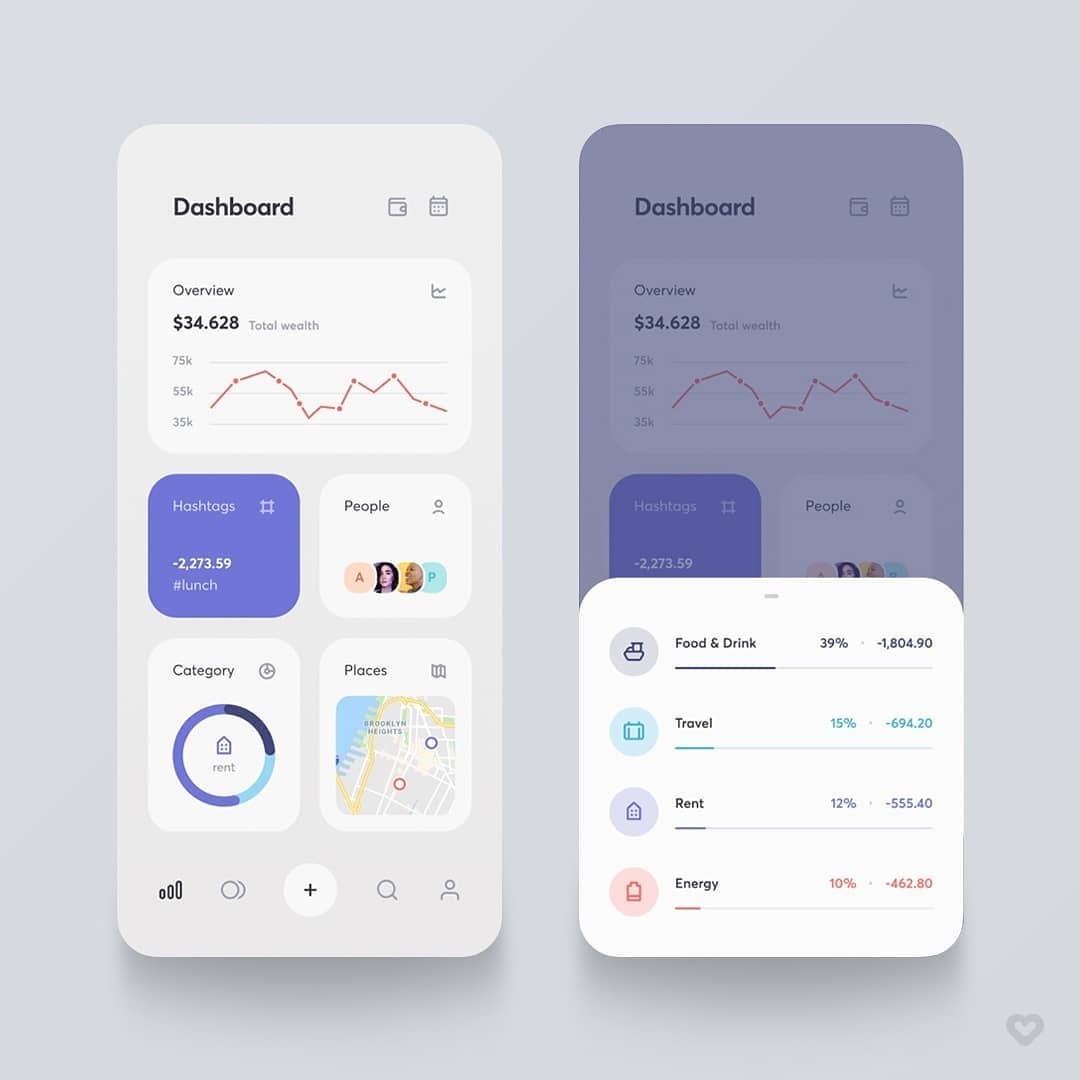 Dashboard
Overview
$34.628 Total wealth
75k
55k
35k
Hashtags
-2,273.59
#lunch
People
A P
Category
rent
Places
BROOKLYN
HEIGHTS
+
Dashboard
Overview
$34.628 Total wealth
75k
55k
35k
Hashtags
-2,273.59
People
A P
Food & Drink 39% · -1,804.90
Travel 15% · -694.20
Rent 12% · -555.40
Energy 10% · -462.80